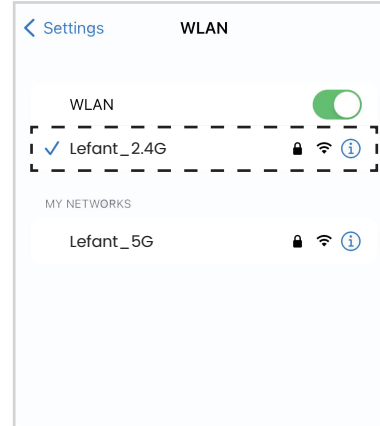 Settings
WLAN
WLAN
Lefant_2.4G
MY NETWORKS
Lefant_5G